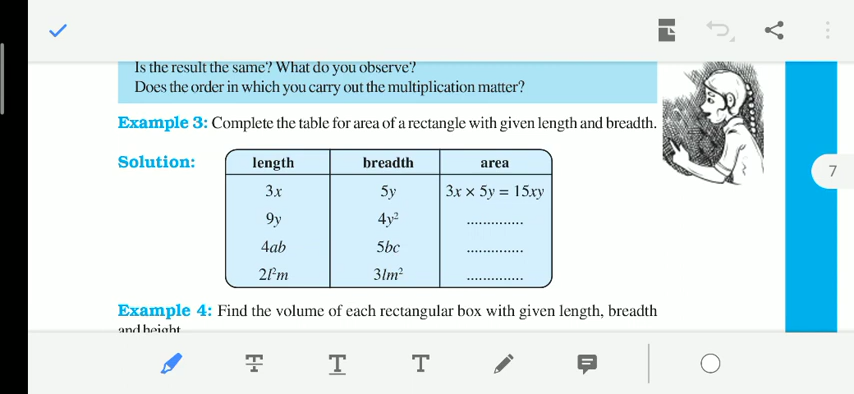 Is the result the same? What do you observe?
Does the order in which you carry out the multiplication matter?
Example 3: Complete the table for area of a rectangle with given length and breadth.
Solution:
length breadth area
3x 5y 3x × 5y = 15xy
9y 4y² ..............
4ab 5bc ..............
2l²m 3lm² ..............
7
Example 4: Find the volume of each rectangular box with given length, breadth
and height.
T T T